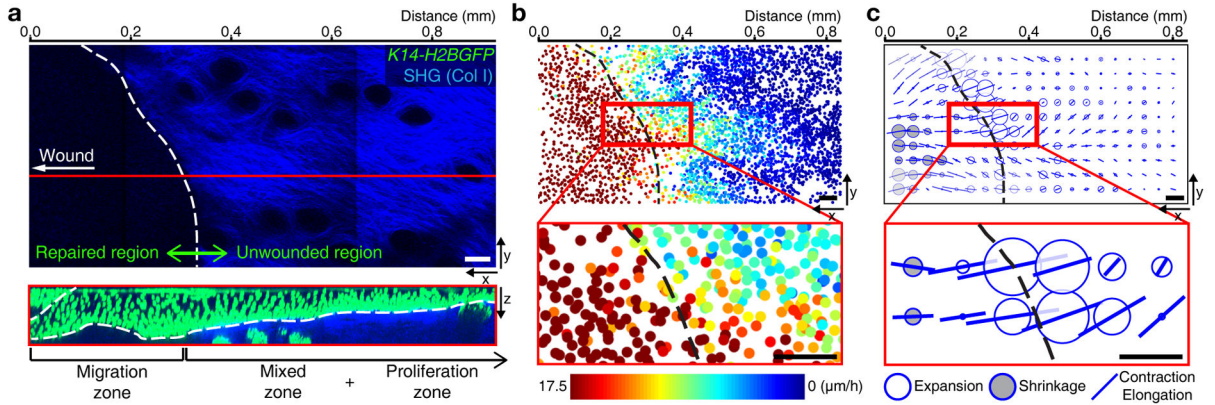 a
Distance (mm)
0.0 0.2 0.4 0.6 0.8
K14-H2BGFP
SHG (Col I)
Wound
Repaired region
Unwounded region
y
x
z
Migration
zone
Mixed
zone
+
Proliferation
zone
b
Distance (mm)
0.0 0.2 0.4 0.6 0.8
y
x
17.5
0 (μm/h)
c
Distance (mm)
0.0 0.2 0.4 0.6 0.8
y
x
Expansion
Shrinkage
Contraction
Elongation